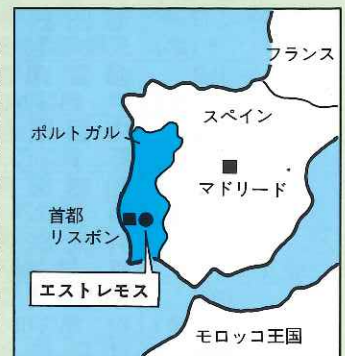 フランス
スペイン
ポルトガル
マドリード
首都
リスボン
エストレモス
モロッコ王国